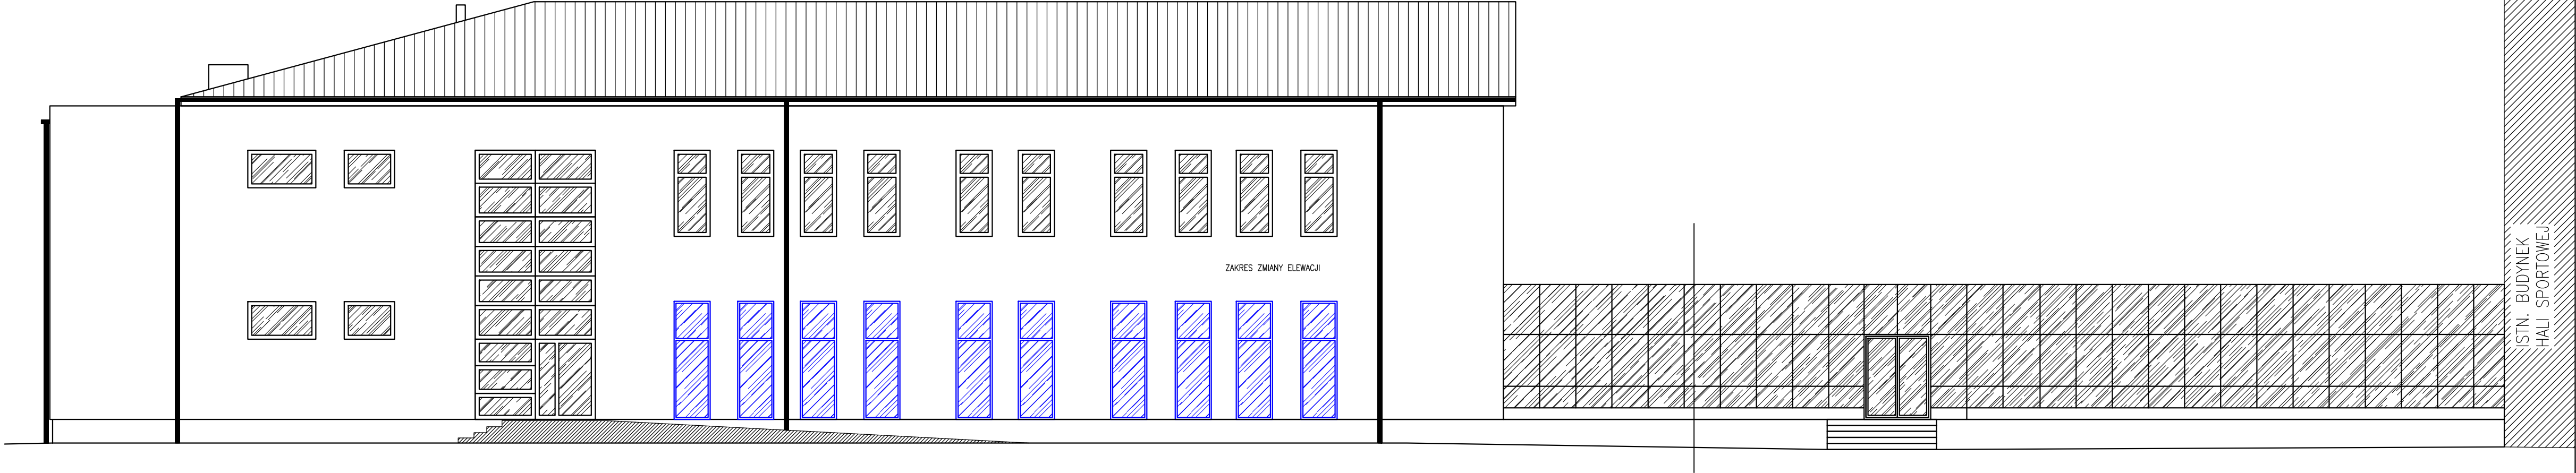 ZAKRES ZMIANY ELEWACJI
ISTN. BUDYNEK
HALI SPORTOWEJ